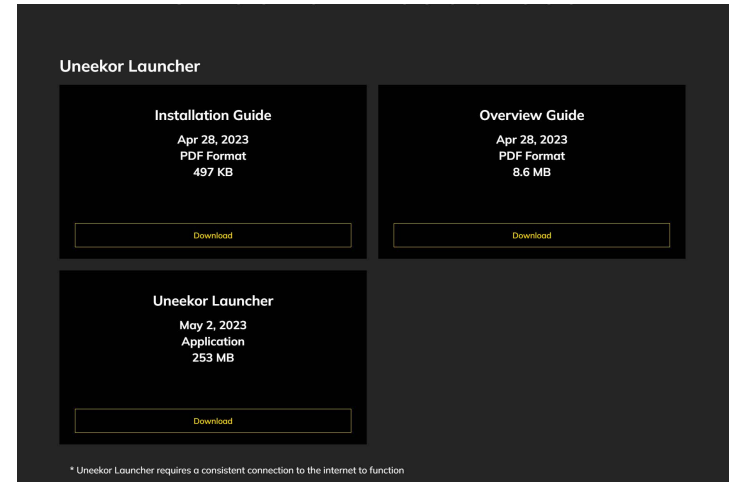 Uneekor Launcher
Installation Guide
Apr 28, 2023
PDF Format
497 KB
Download
Overview Guide
Apr 28, 2023
PDF Format
8.6 MB
Download
Uneekor Launcher
May 2, 2023
Application
253 MB
Download
* Uneekor Launcher requires a consistent connection to the internet to function